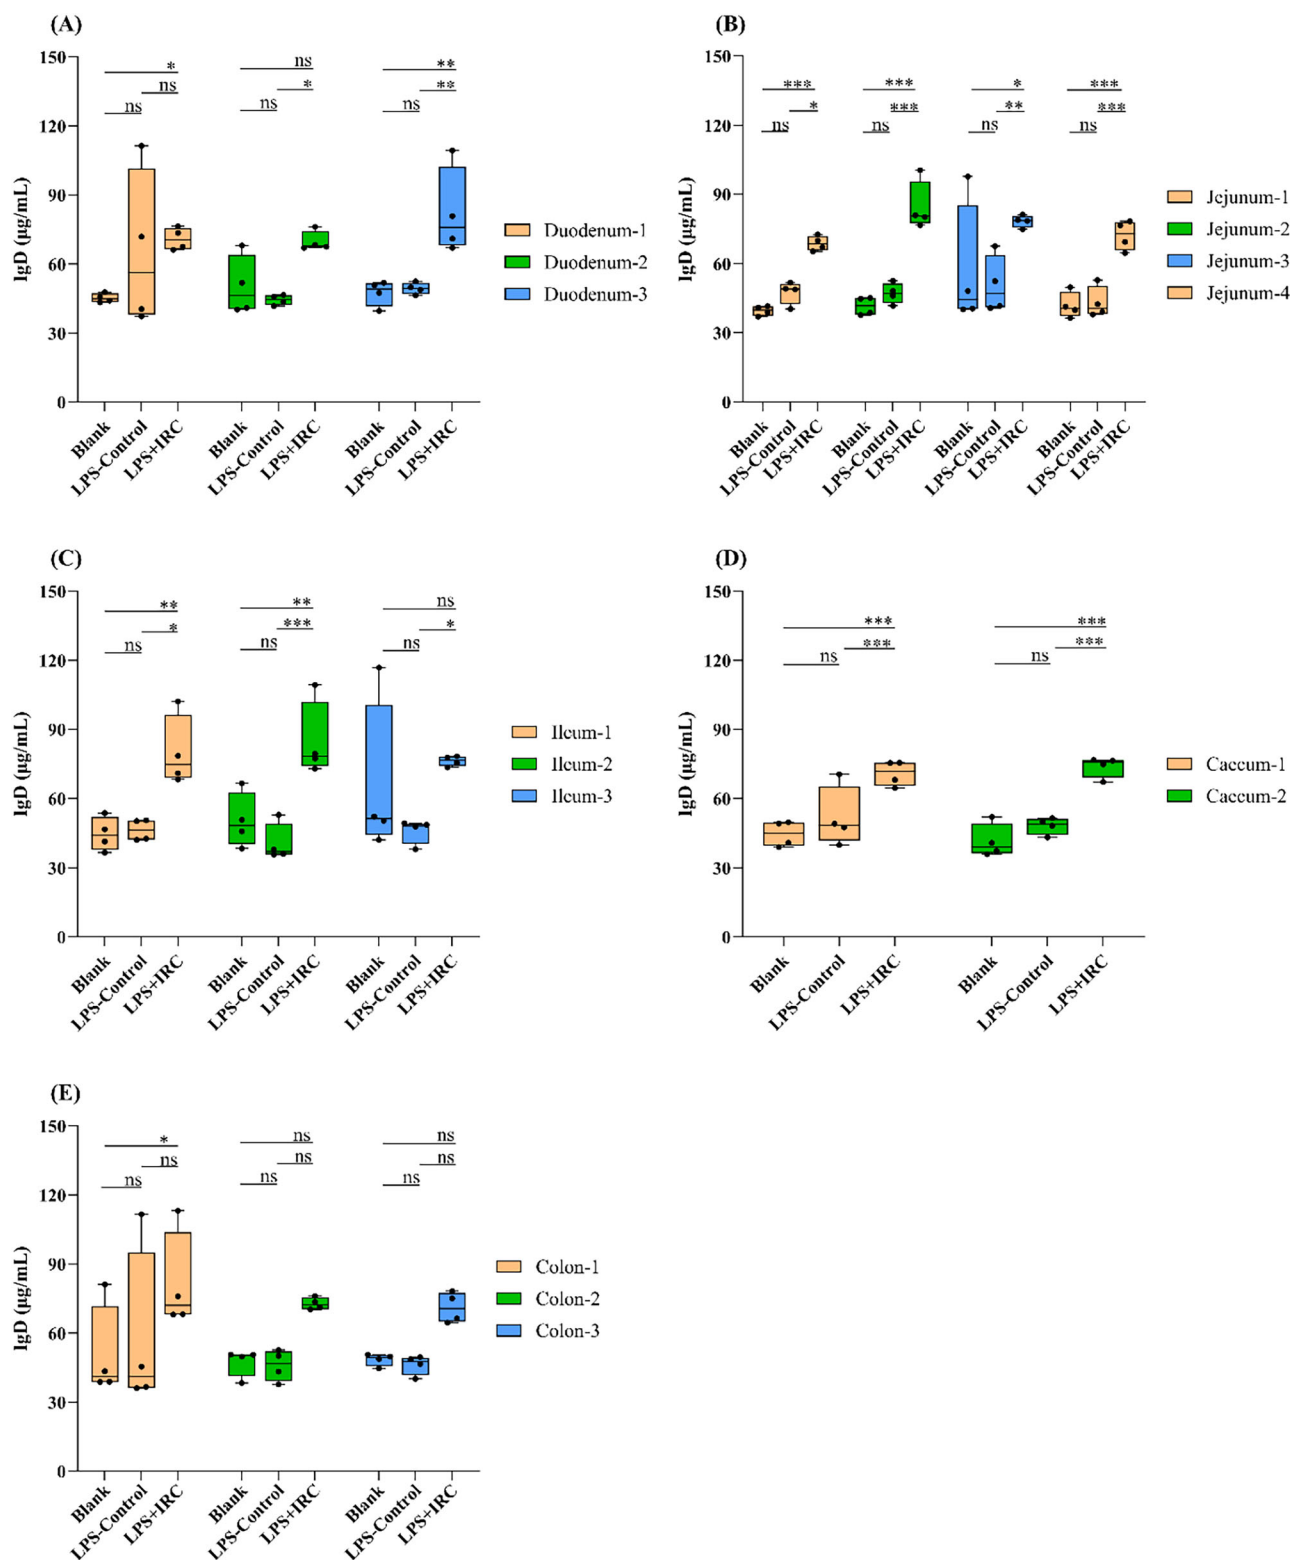 (A)
150
120
90
60
30
0
IgD (µg/mL)
*
ns
ns
ns
*
ns
**
**
ns
Blank
LPS-Control
LPS+IRC
Blank
LPS-Control
LPS+IRC
Blank
LPS-Control
LPS+IRC
Duodenum-1
Duodenum-2
Duodenum-3
(B)
150
120
90
60
30
0
IgD (µg/mL)
***
*
ns
***
***
ns
*
**
ns
***
***
ns
Blank
LPS-Control
LPS+IRC
Blank
LPS-Control
LPS+IRC
Blank
LPS-Control
LPS+IRC
Blank
LPS-Control
LPS+IRC
Jejunum-1
Jejunum-2
Jejunum-3
Jejunum-4
(C)
150
120
90
60
30
0
IgD (µg/mL)
**
*
ns
**
***
ns
ns
*
ns
Blank
LPS-Control
LPS+IRC
Blank
LPS-Control
LPS+IRC
Blank
LPS-Control
LPS+IRC
Ileum-1
Ileum-2
Ileum-3
(D)
150
120
90
60
30
0
IgD (µg/mL)
***
***
ns
***
***
ns
Blank
LPS-Control
LPS+IRC
Blank
LPS-Control
LPS+IRC
Caecum-1
Caecum-2
(E)
150
120
90
60
30
0
IgD (µg/mL)
*
ns
ns
ns
ns
ns
ns
ns
ns
Blank
LPS-Control
LPS+IRC
Blank
LPS-Control
LPS+IRC
Blank
LPS-Control
LPS+IRC
Colon-1
Colon-2
Colon-3